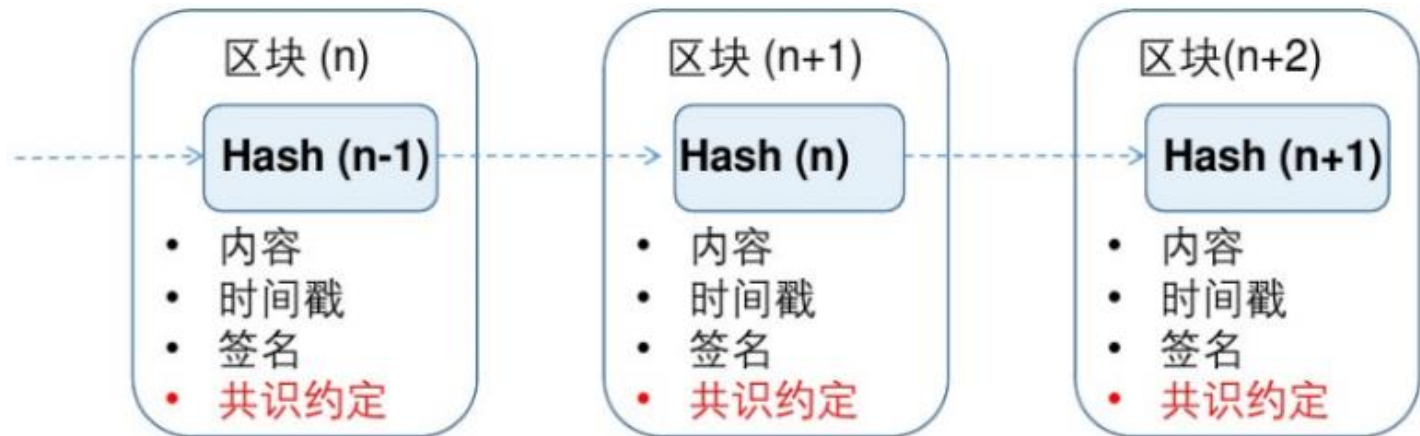 区块 (n)
Hash (n-1)
• 内容
• 时间戳
• 签名
• 共识约定
区块 (n+1)
Hash (n)
• 内容
• 时间戳
• 签名
• 共识约定
区块(n+2)
Hash (n+1)
• 内容
• 时间戳
• 签名
• 共识约定